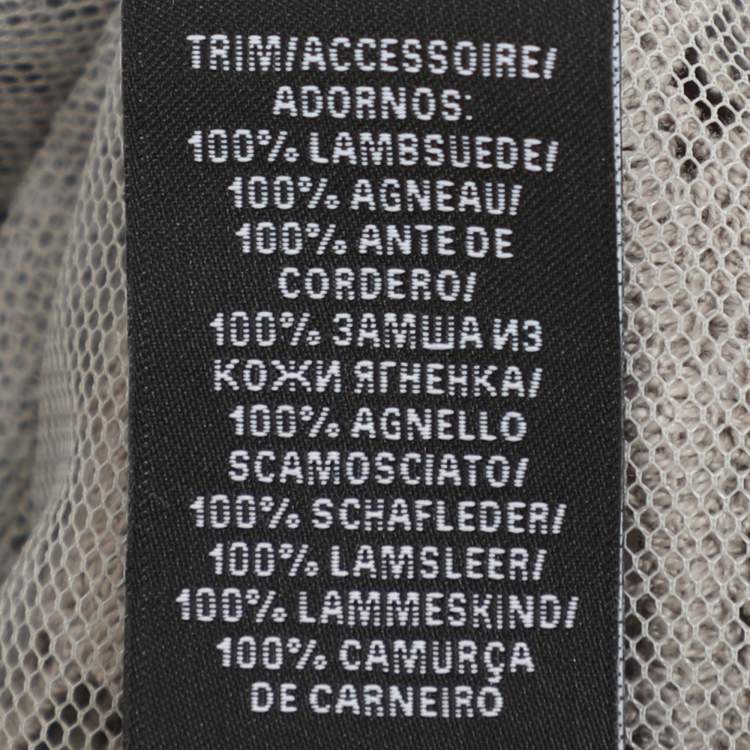 TRIM/ACCESSOIRE/
ADORNOS:
100% LAMBSUEDE/
100% AGNEAU/
100% ANTE DE
CORDERO/
100% ЗАМША ИЗ
КОЖИ ЯГНЕНКА/
100% AGNELLO
SCAMOSCIATO/
100% SCHAFLEDER/
100% LAMSLEER/
100% LAMMESKIND/
100% CAMURÇA
DE CARNEIRO